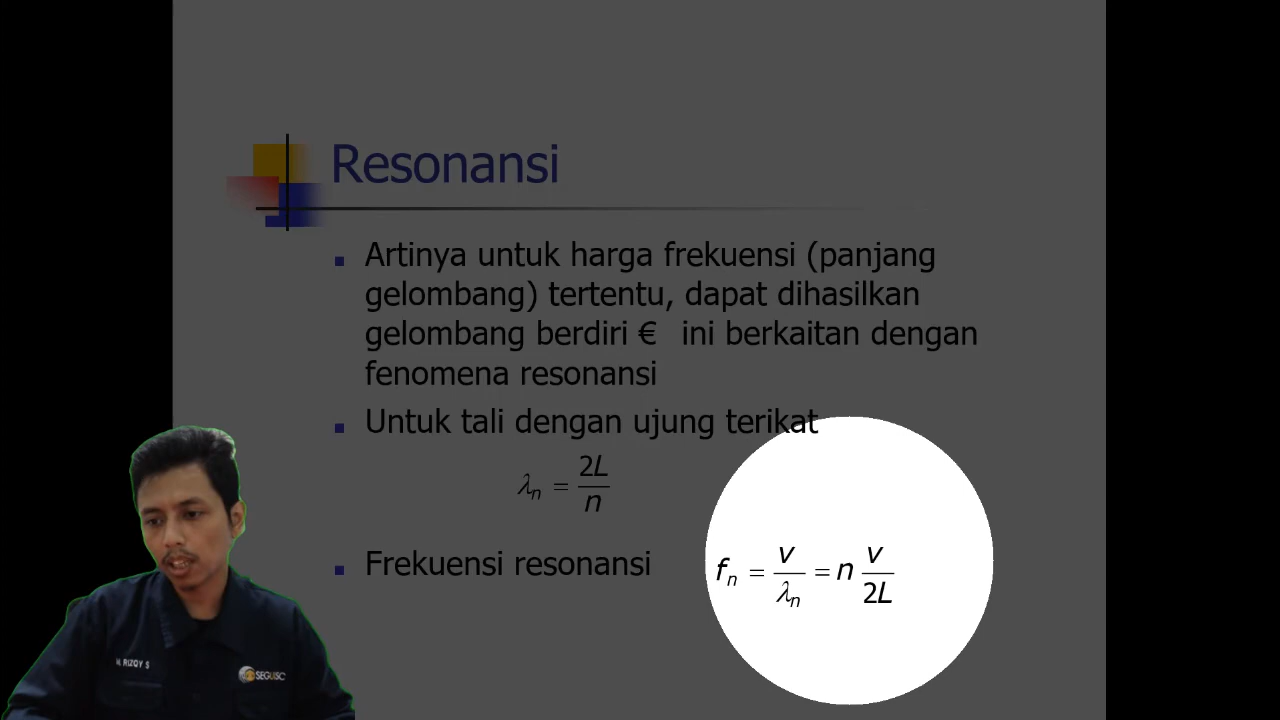 Resonansi
Artinya untuk harga frekuensi (panjang
gelombang) tertentu, dapat dihasilkan
gelombang berdiri € ini berkaitan dengan
fenomena resonansi
Untuk tali dengan ujung terikat
λₙ = 2L/n
Frekuensi resonansi
fₙ = v/λₙ = n v/2L
M. RIZQY S